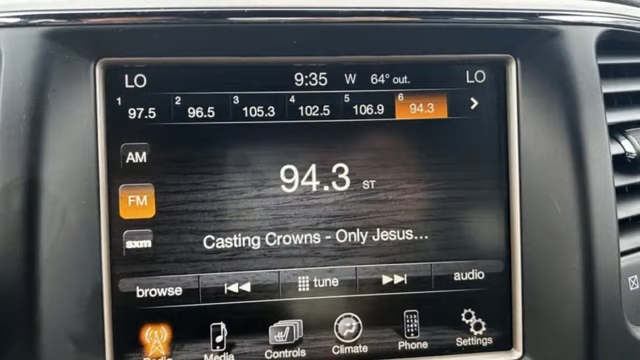 LO 9:35 W 64° out. LO
1 97.5 2 96.5 3 105.3 4 102.5 5 106.9 6 94.3
AM
94.3 ST
FM
Casting Crowns - Only Jesus...
sxm
browse tune audio
Radio Media Controls Climate Phone Settings